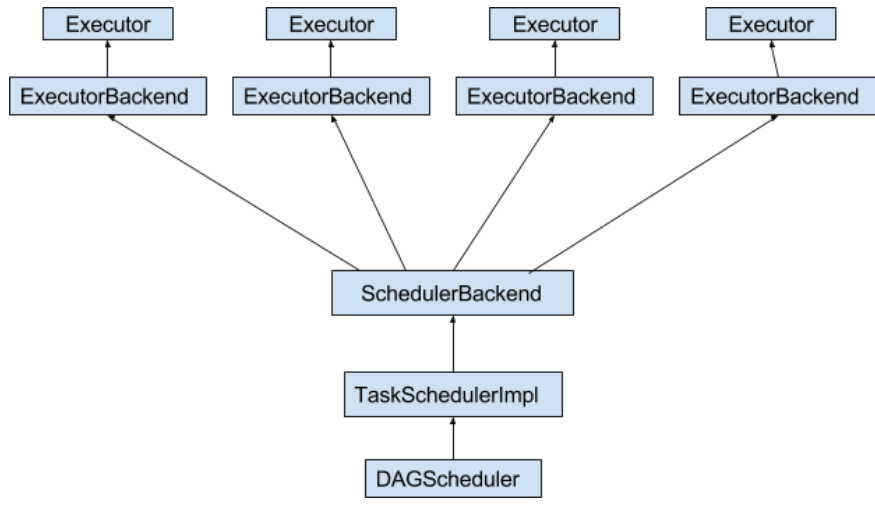 Executor
Executor
Executor
Executor
ExecutorBackend
ExecutorBackend
ExecutorBackend
ExecutorBackend
SchedulerBackend
TaskSchedulerImpl
DAGScheduler